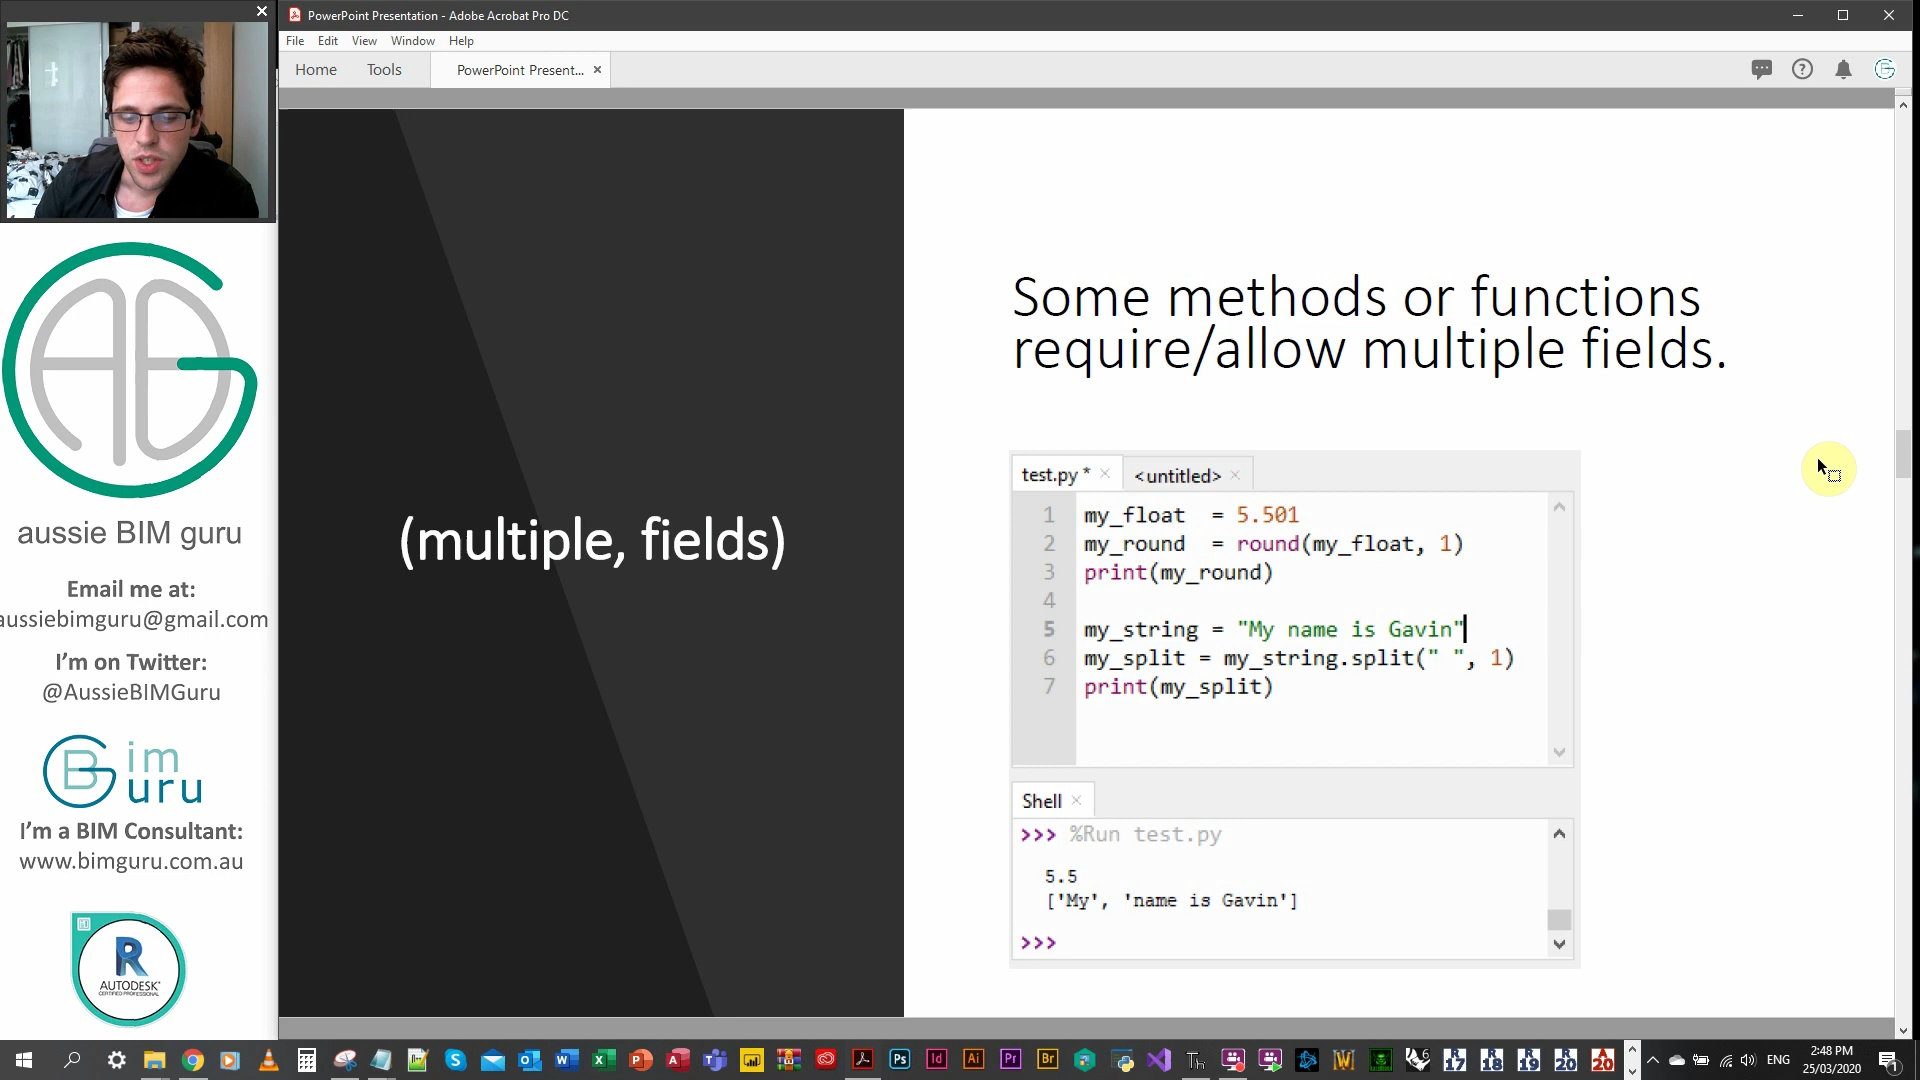 PowerPoint Presentation - Adobe Acrobat Pro DC
File Edit View Window Help
Home Tools PowerPoint Present...
aussie BIM guru
Email me at:
aussiebimguru@gmail.com
I'm on Twitter:
@AussieBIMGuru
im
uru
I'm a BIM Consultant:
www.bimguru.com.au
R
AUTODESK
CERTIFIED PROFESSIONAL
(multiple, fields)
Some methods or functions
require/allow multiple fields.
test.py * <untitled>
1 my_float = 5.501
2 my_round = round(my_float, 1)
3 print(my_round)
4
5 my_string = "My name is Gavin"
6 my_split = my_string.split(" ", 1)
7 print(my_split)
Shell
>>> %Run test.py
5.5
['My', 'name is Gavin']
>>>
ENG
2:48 PM
25/03/2020